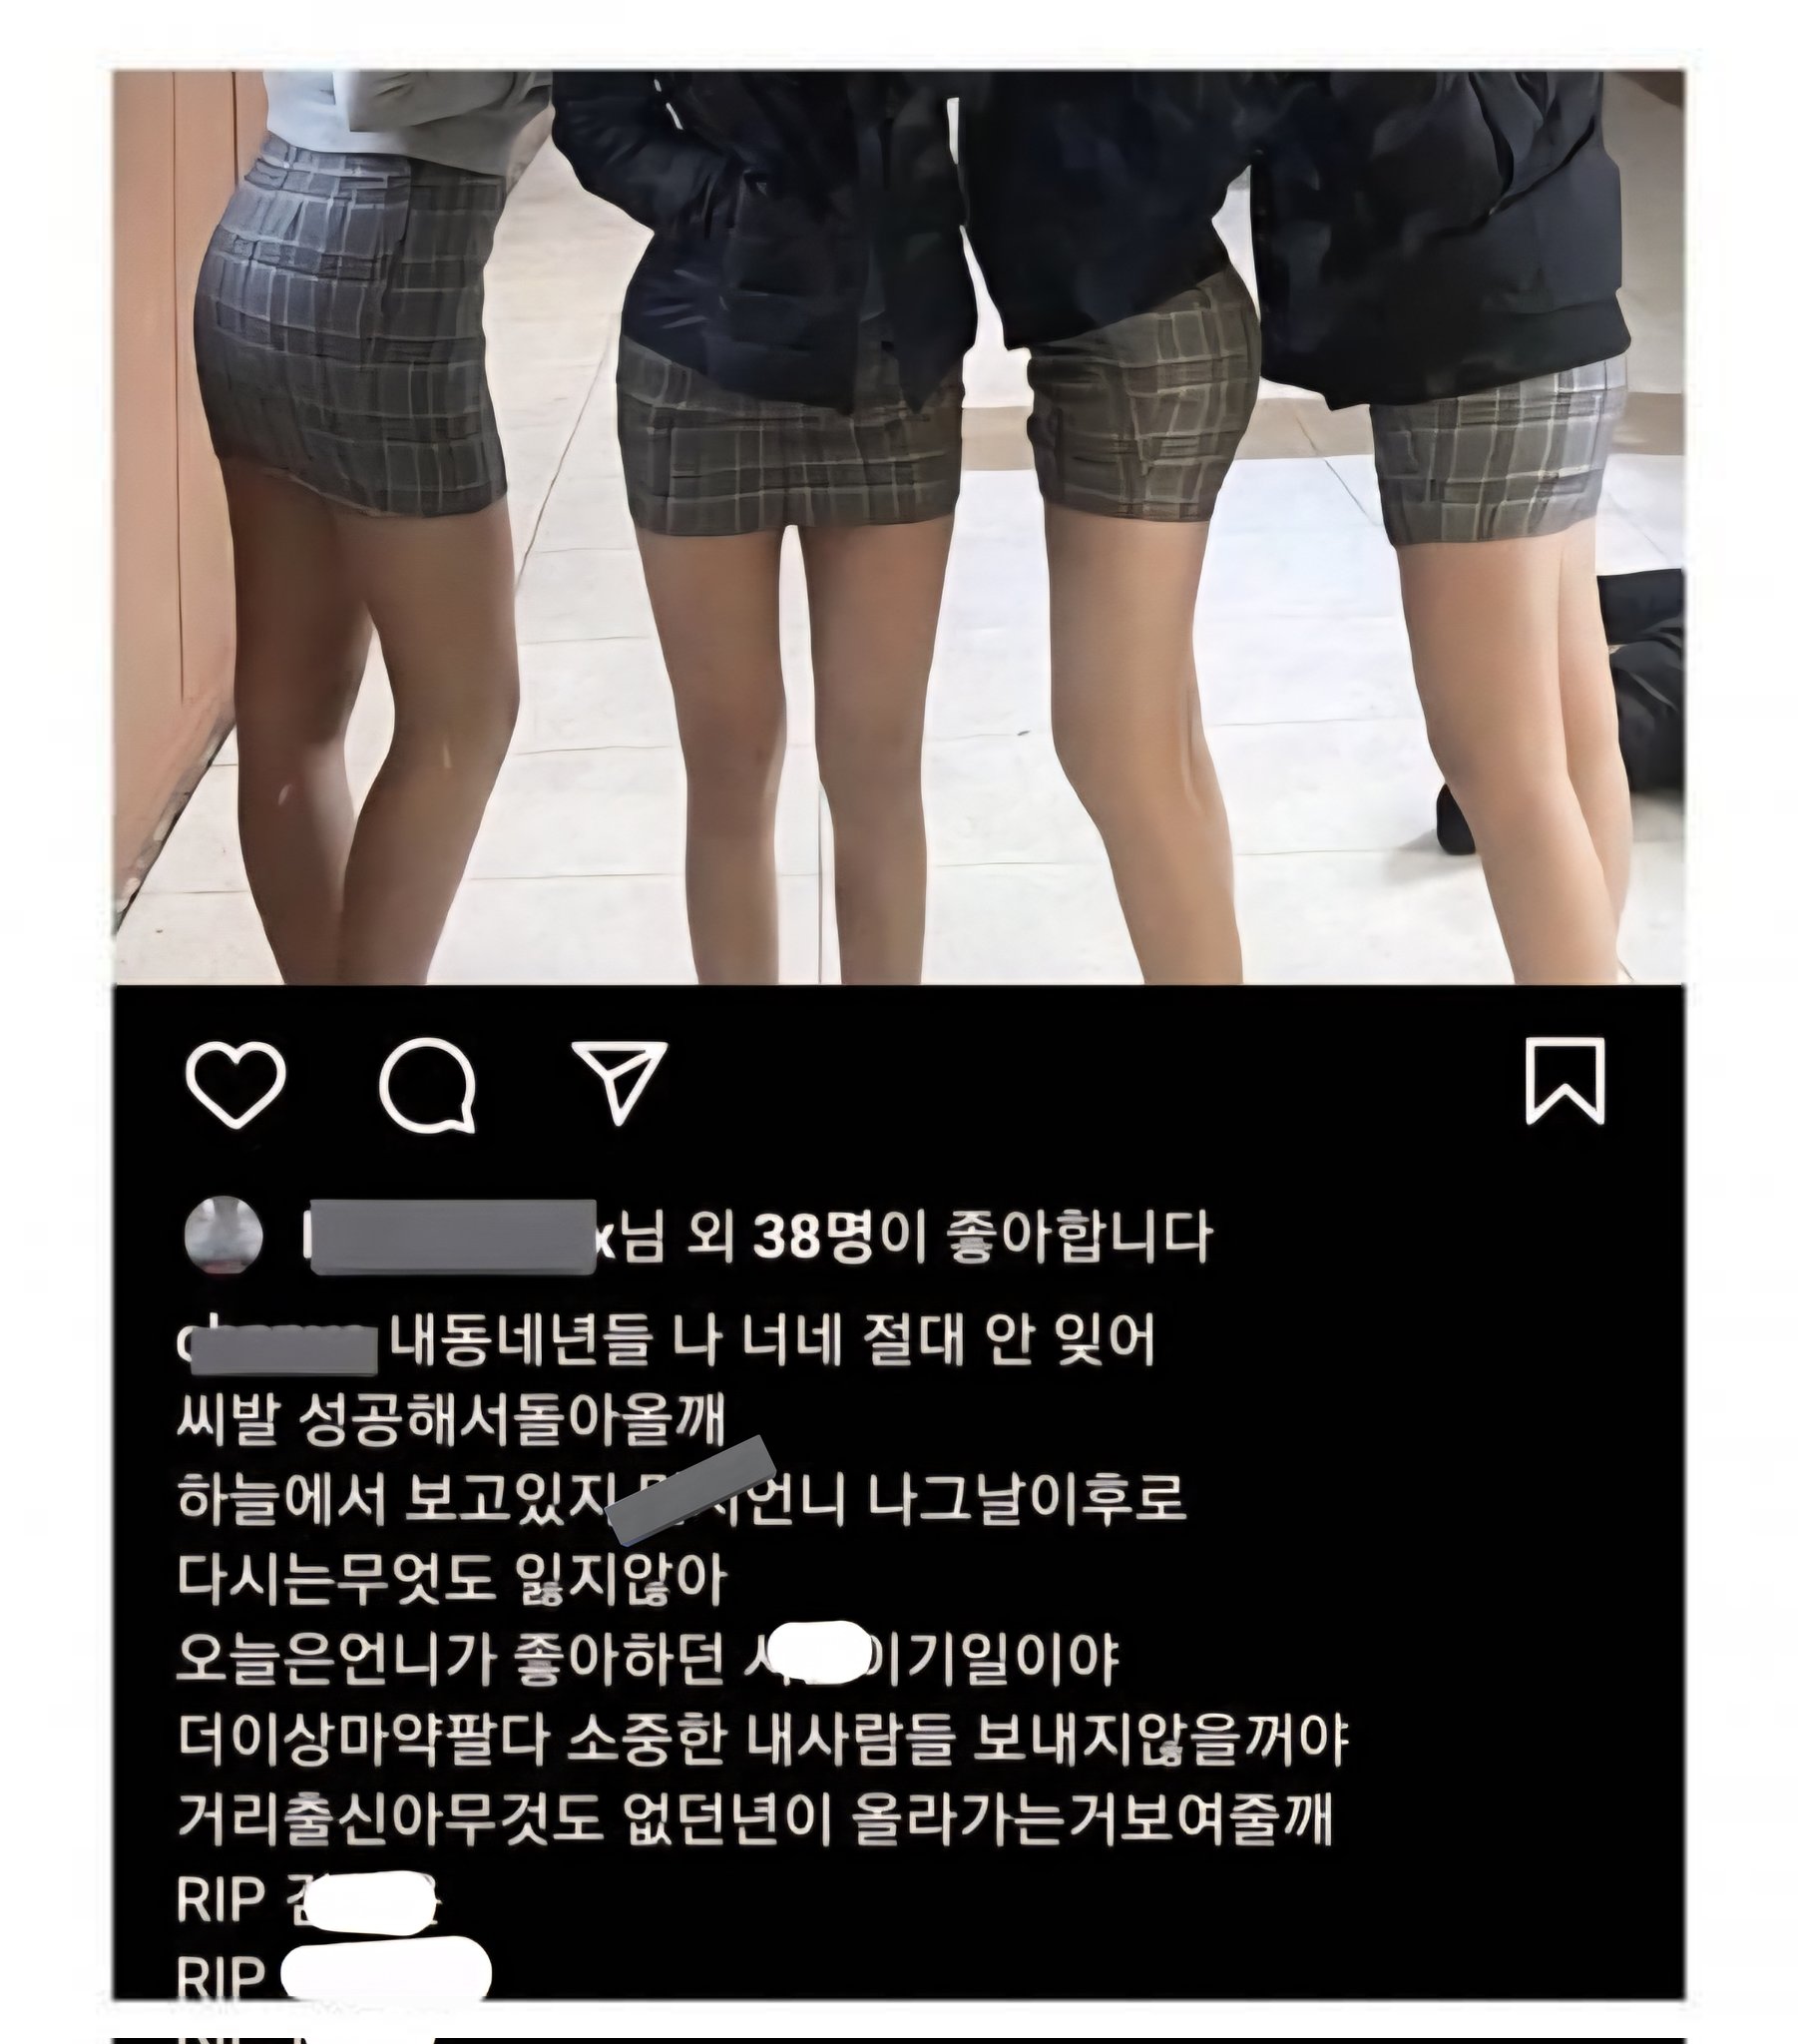 님 외 38명이 좋아합니다
내동네년들 나 너네 절대 안 잊어
씨발 성공해서돌아올깨
하늘에서 보고있지 언니 나그날이후로
다시는무엇도 잃지않아
오늘은언니가 좋아하던 이기일이야
더이상마약팔다 소중한 내사람들 보내지않을꺼야
거리출신아무것도 없던년이 올라가는거보여줄깨
RIP
RIP